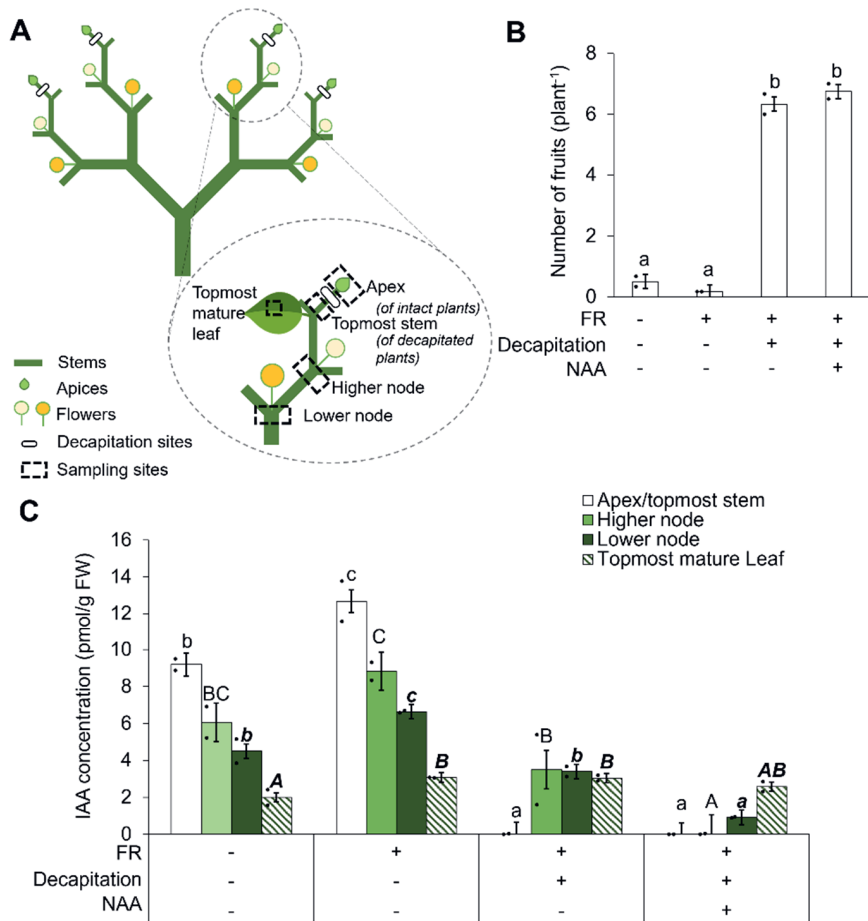 A
Topmost
mature
leaf
Apex
(of intact plants)
Topmost stem
(of decapitated
plants)
Higher node
Lower node
Stems
Apices
Flowers
Decapitation sites
Sampling sites
B
Number of fruits (plant⁻¹)
8
6
4
2
0
a
a
b
b
FR - + + +
Decapitation - - + +
NAA - - - +
C
Apex/topmost stem
Higher node
Lower node
Topmost mature Leaf
IAA concentration (pmol/g FW)
16
14
12
10
8
6
4
2
0
b BC b A
c C c B
a B b B
a A a AB
FR - + + +
Decapitation - - + +
NAA - - - +